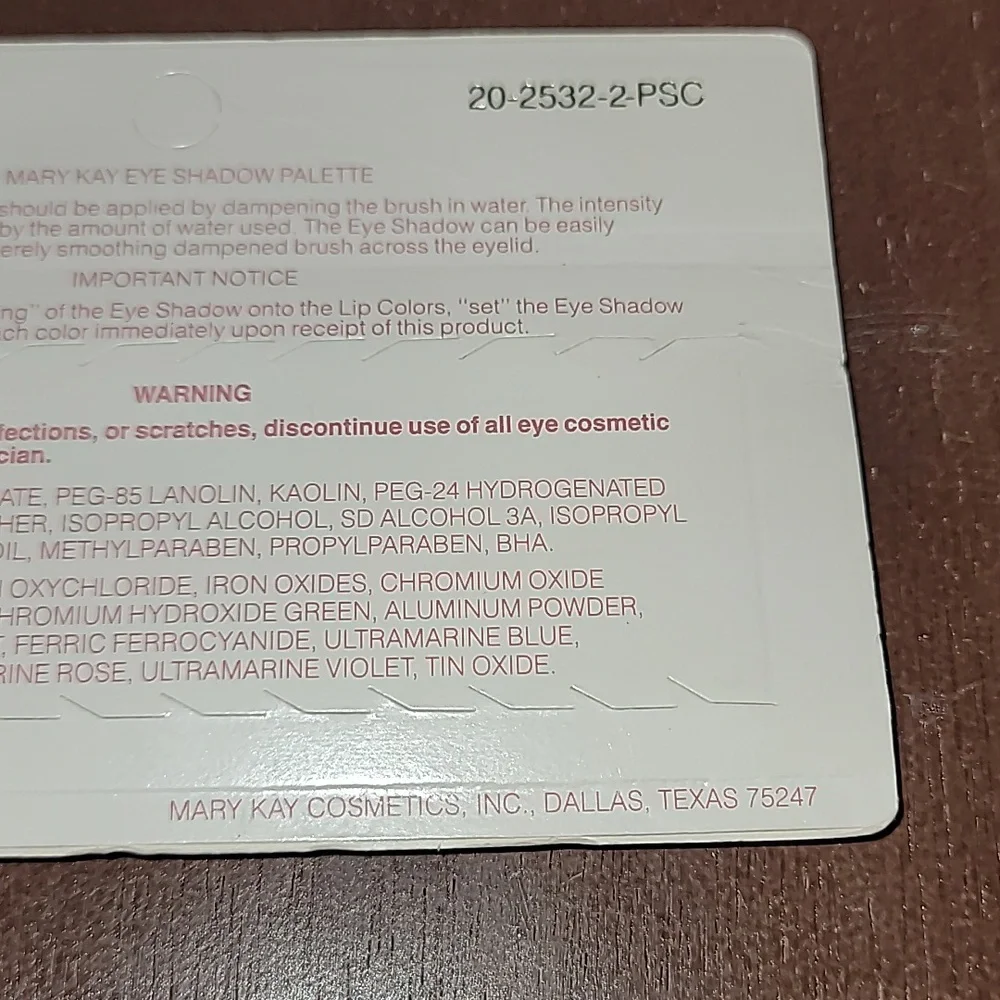 20-2532-2-PSC
MARY KAY EYE SHADOW PALETTE
should be applied by dampening the brush in water. The intensity
by the amount of water used. The Eye Shadow can be easily
erely smoothing dampened brush across the eyelid.
IMPORTANT NOTICE
ng" of the Eye Shadow onto the Lip Colors, "set" the Eye Shadow
ch color immediately upon receipt of this product.
WARNING
fections, or scratches, discontinue use of all eye cosmetic
cian.
ATE, PEG-85 LANOLIN, KAOLIN, PEG-24 HYDROGENATED
HER, ISOPROPYL ALCOHOL, SD ALCOHOL 3A, ISOPROPYL
OIL, METHYLPARABEN, PROPYLPARABEN, BHA.
OXYCHLORIDE, IRON OXIDES, CHROMIUM OXIDE
HROMIUM HYDROXIDE GREEN, ALUMINUM POWDER,
, FERRIC FERROCYANIDE, ULTRAMARINE BLUE,
RINE ROSE, ULTRAMARINE VIOLET, TIN OXIDE.
MARY KAY COSMETICS, INC., DALLAS, TEXAS 75247